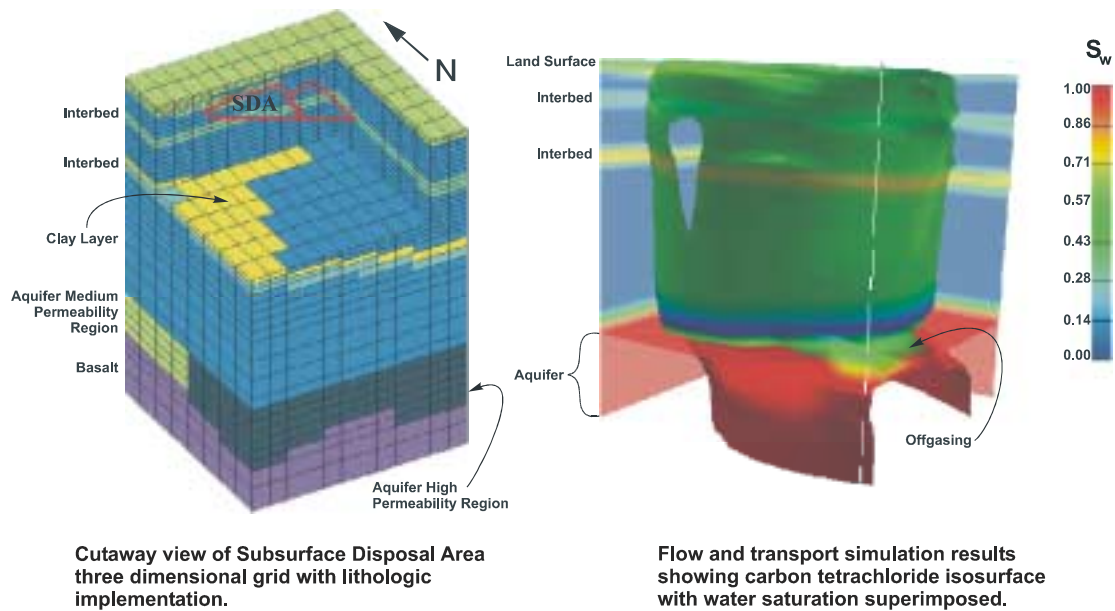 N
SDA
Interbed
Interbed
Clay Layer
Aquifer Medium
Permeability
Region
Basalt
Aquifer High
Permeability Region
Cutaway view of Subsurface Disposal Area
three dimensional grid with lithologic
implementation.
Land Surface
Interbed
Interbed
Aquifer
Offgasing
Sw
1.00
0.86
0.71
0.57
0.43
0.28
0.14
0.00
Flow and transport simulation results
showing carbon tetrachloride isosurface
with water saturation superimposed.